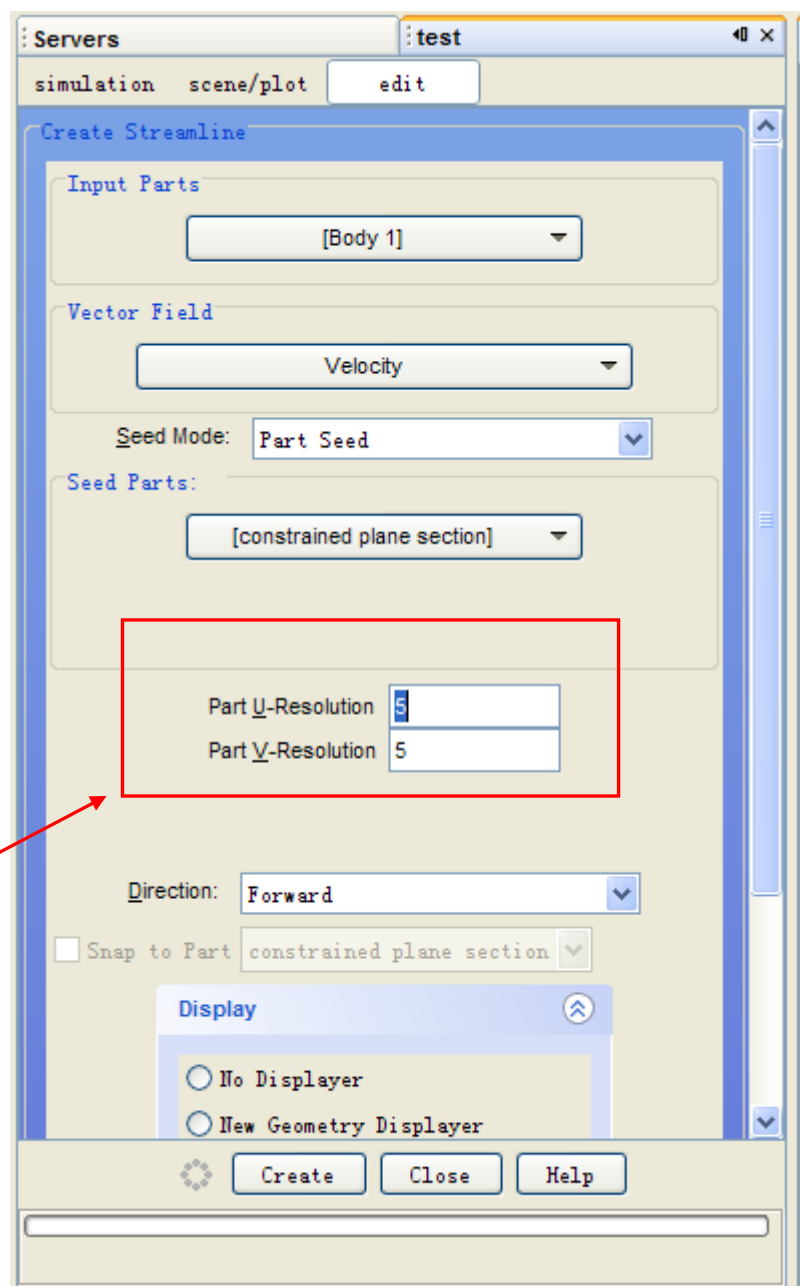 Servers test
simulation scene/plot edit
Create Streamline
Input Parts
[Body 1]
Vector Field
Velocity
Seed Mode: Part Seed
Seed Parts:
[constrained plane section]
Part U-Resolution 5
Part V-Resolution 5
Direction: Forward
Snap to Part constrained plane section
Display
No Displayer
New Geometry Displayer
Create Close Help